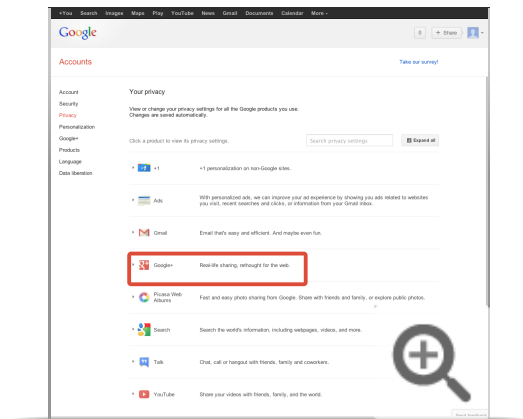 +You Search Images Maps Play YouTube News Gmail Documents Calendar More
Google
0 + Share
Accounts
Take our survey!
Account
Security
Privacy
Personalization
Google+
Products
Language
Data liberation
Your privacy
View or change your privacy settings for all the Google products you use.
Changes are saved automatically.
Click a product to view its privacy settings.
Search privacy settings
Expand all
+1 +1 personalization on non-Google sites.
Ads With personalized ads, we can improve your ad experience by showing you ads related to websites
you visit, recent searches and clicks, or information from your Gmail inbox.
Gmail Email that's easy and efficient. And maybe even fun.
Google+ Real-life sharing, rethought for the web.
Picasa Web
Albums
Fast and easy photo sharing from Google. Share with friends and family, or explore public photos.
Search Search the world's information, including webpages, videos, and more.
Talk Chat, call or hangout with friends, family and coworkers.
YouTube Share your videos with friends, family, and the world.
Send feedback